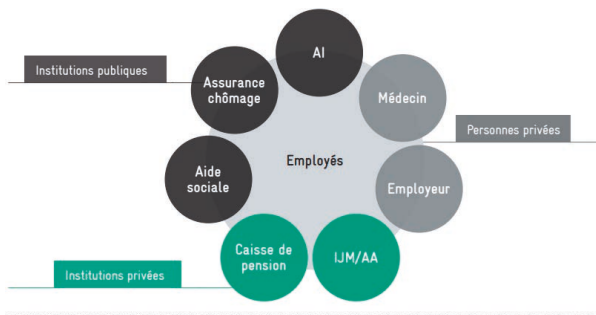 AI
Institutions publiques
Assurance
chômage
Médecin
Personnes privées
Employés
Aide
sociale
Employeur
Caisse de
pension
IJM/AA
Institutions privées